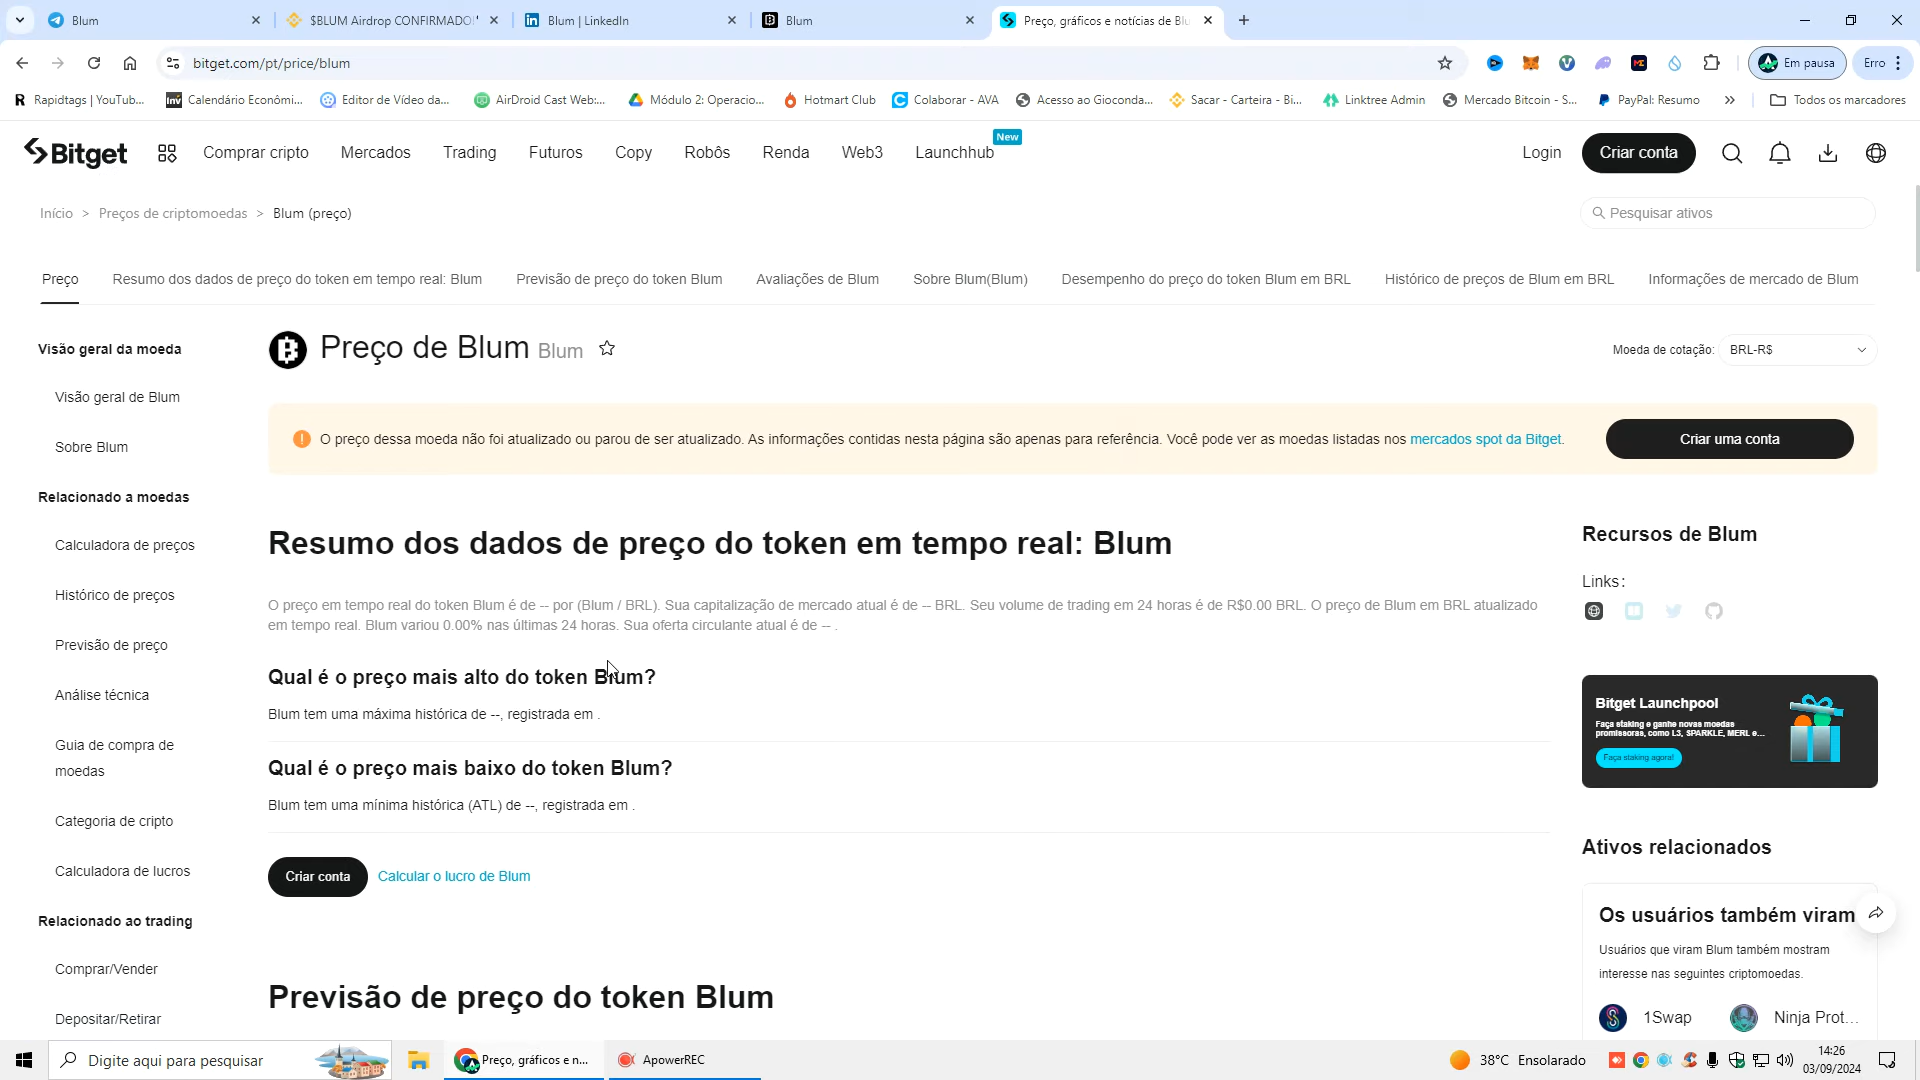 Blum
$BLUM Airdrop CONFIRMADO!
Blum | LinkedIn
Blum
Preço, gráficos e notícias de Blu
bitget.com/pt/price/blum
Em pausa
Erro
Rapidtags | YouTub...
Calendário Econômi...
Editor de Vídeo da...
AirDroid Cast Web:...
Módulo 2: Operacio...
Hotmart Club
Colaborar - AVA
Acesso ao Gioconda...
Sacar - Carteira - Bi...
Linktree Admin
Mercado Bitcoin - S...
PayPal: Resumo
»
Todos os marcadores
Bitget
Comprar cripto
Mercados
Trading
Futuros
Copy
Robôs
Renda
Web3
Launchhub
New
Login
Criar conta
Início > Preços de criptomoedas > Blum (preço)
Pesquisar ativos
Preço
Resumo dos dados de preço do token em tempo real: Blum
Previsão de preço do token Blum
Avaliações de Blum
Sobre Blum(Blum)
Desempenho do preço do token Blum em BRL
Histórico de preços de Blum em BRL
Informações de mercado de Blum
Visão geral da moeda
Visão geral de Blum
Sobre Blum
Relacionado a moedas
Calculadora de preços
Histórico de preços
Previsão de preço
Análise técnica
Guia de compra de
moedas
Categoria de cripto
Calculadora de lucros
Relacionado ao trading
Comprar/Vender
Depositar/Retirar
Preço de Blum Blum
Moeda de cotação:
BRL-R$
O preço dessa moeda não foi atualizado ou parou de ser atualizado. As informações contidas nesta página são apenas para referência. Você pode ver as moedas listadas nos mercados spot da Bitget.
Criar uma conta
Resumo dos dados de preço do token em tempo real: Blum
O preço em tempo real do token Blum é de -- por (Blum / BRL). Sua capitalização de mercado atual é de -- BRL. Seu volume de trading em 24 horas é de R$0.00 BRL. O preço de Blum em BRL atualizado
em tempo real. Blum variou 0.00% nas últimas 24 horas. Sua oferta circulante atual é de -- .
Qual é o preço mais alto do token Blum?
Blum tem uma máxima histórica de --, registrada em .
Qual é o preço mais baixo do token Blum?
Blum tem uma mínima histórica (ATL) de --, registrada em .
Criar conta
Calcular o lucro de Blum
Previsão de preço do token Blum
Recursos de Blum
Links:
Bitget Launchpool
Faça staking e ganhe novas moedas
promissoras, como L3, SPARKLE, MERL e...
Faça staking agora!
Ativos relacionados
Os usuários também viram
Usuários que viram Blum também mostram
interesse nas seguintes criptomoedas.
1Swap
Ninja Prot...
Digite aqui para pesquisar
Preço, gráficos e n...
ApowerREC
38°C Ensolarado
14:26
03/09/2024